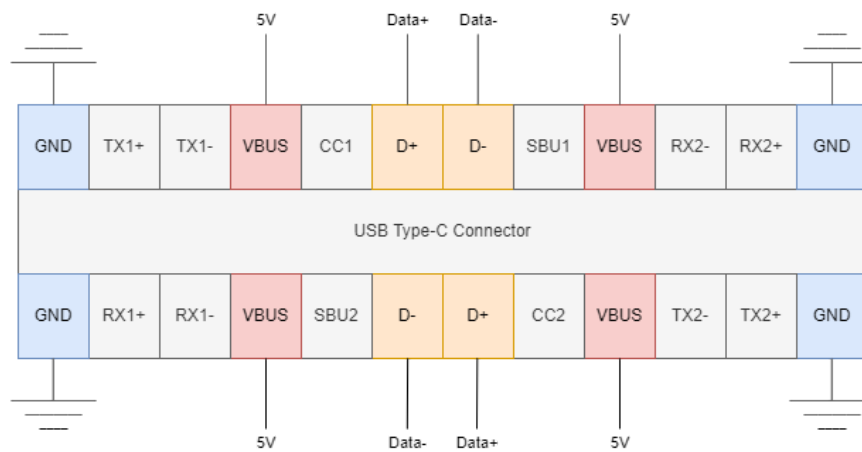 5V Data+ Data- 5V
GND TX1+ TX1- VBUS CC1 D+ D- SBU1 VBUS RX2- RX2+ GND
USB Type-C Connector
GND RX1+ RX1- VBUS SBU2 D- D+ CC2 VBUS TX2- TX2+ GND
5V Data- Data+ 5V